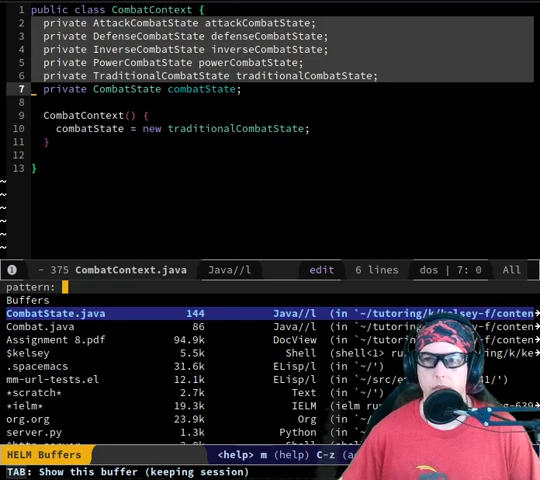 1 public class CombatContext {
2 private AttackCombatState attackCombatState;
3 private DefenseCombatState defenseCombatState;
4 private InverseCombatState inverseCombatState;
5 private PowerCombatState powerCombatState;
6 private TraditionalCombatState traditionalCombatState;
7 private CombatState combatState;
8
9 CombatContext() {
10 combatState = new traditionalCombatState;
11 }
12
13 }
- 375 CombatContext.java Java//l edit 6 lines dos | 7: 0 All
pattern:
Buffers
CombatState.java 144 Java//l (in `~/tutoring/k/kelsey-f/conten
Combat.java 86 Java//l (in `~/tutoring/k/kelsey-f/conten
Assignment 8.pdf 94.9k DocView
$kelsey 5.5k Shell (shell<1> ru
.spacemacs 31.6k ELisp/l (in `~/')
mm-url-tests.el 12.1k ELisp/l (in `~/src/e
*scratch* 2.7k Text (in `~/
*ielm* 19.3k IELM (ielm ru
org.org 23.9k Org (in
server.py 1.3k Python
HELM Buffers <help> m (help) C-z
TAB: Show this buffer (keeping session)